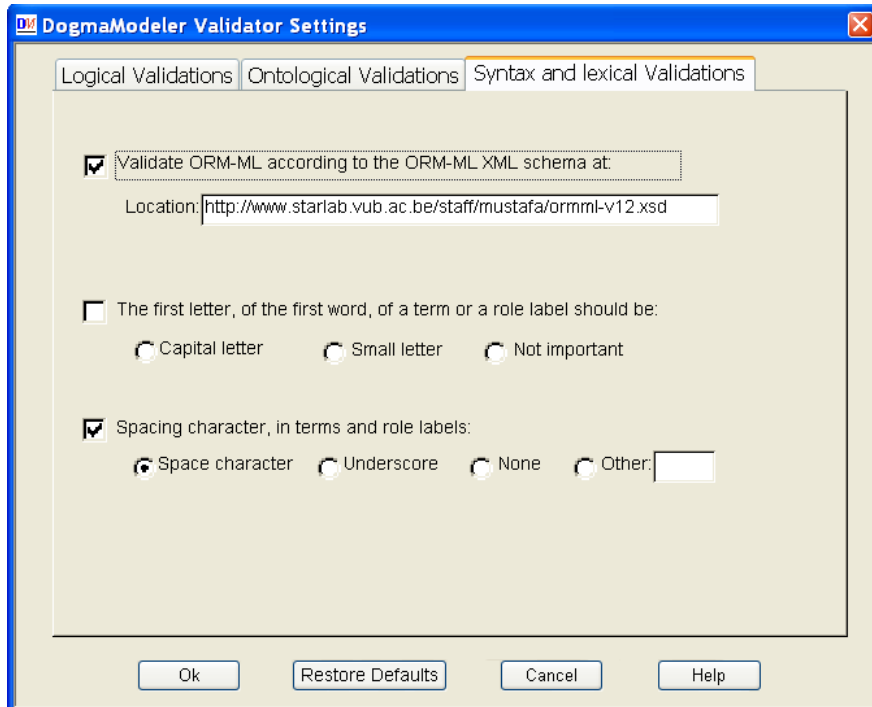 DM DogmaModeler Validator Settings
Logical Validations Ontological Validations Syntax and lexical Validations
Validate ORM-ML according to the ORM-ML XML schema at:
Location: http://www.starlab.vub.ac.be/staff/mustafa/ormml-v12.xsd
The first letter, of the first word, of a term or a role label should be:
Capital letter Small letter Not important
Spacing character, in terms and role labels:
Space character Underscore None Other:
Ok Restore Defaults Cancel Help